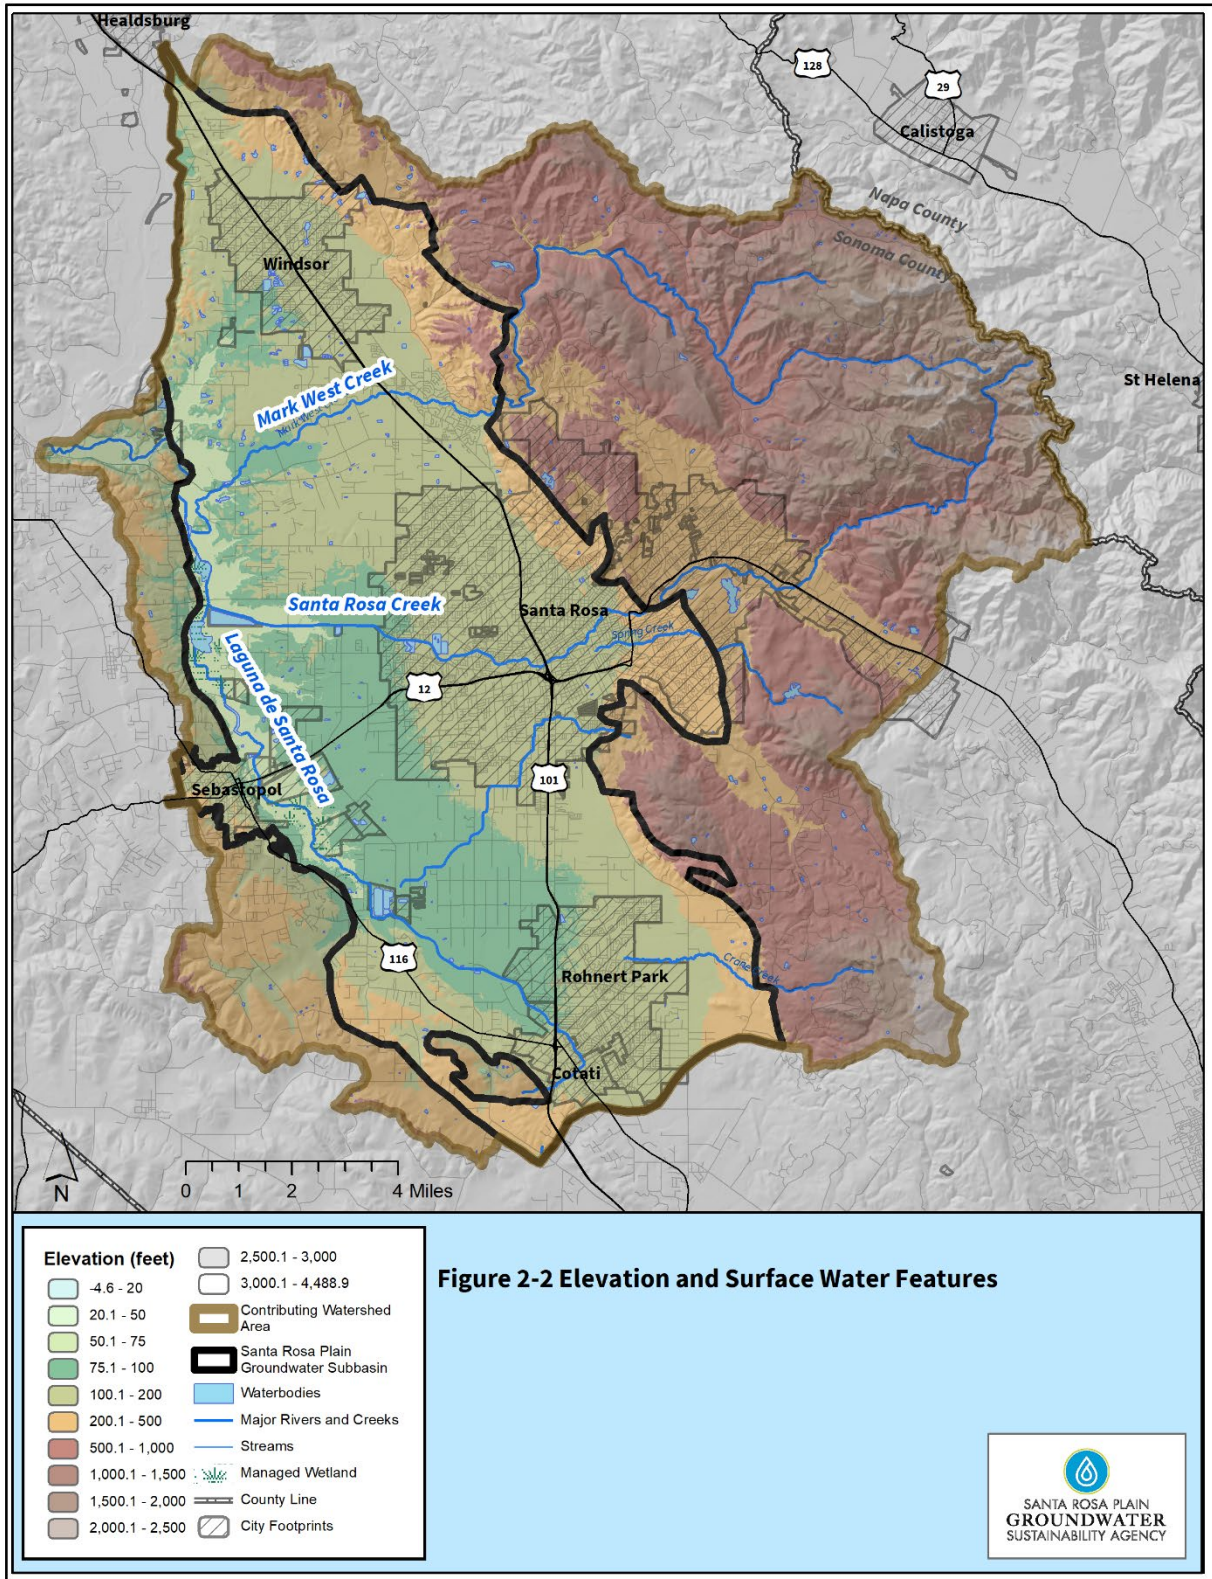 Healdsburg
128
29
Calistoga
Napa County
Sonoma County
Windsor
St Helena
Mark West Creek
Santa Rosa Creek
Santa Rosa
Spring Creek
Laguna de Santa Rosa
12
101
Sebastopol
116
Rohnert Park
Crane Creek
Cotati
N
0 1 2 4 Miles
Elevation (feet)
-4.6 - 20
20.1 - 50
50.1 - 75
75.1 - 100
100.1 - 200
200.1 - 500
500.1 - 1,000
1,000.1 - 1,500
1,500.1 - 2,000
2,000.1 - 2,500
2,500.1 - 3,000
3,000.1 - 4,488.9
Contributing Watershed
Area
Santa Rosa Plain
Groundwater Subbasin
Waterbodies
Major Rivers and Creeks
Streams
Managed Wetland
County Line
City Footprints
Figure 2-2 Elevation and Surface Water Features
SANTA ROSA PLAIN
GROUNDWATER
SUSTAINABILITY AGENCY